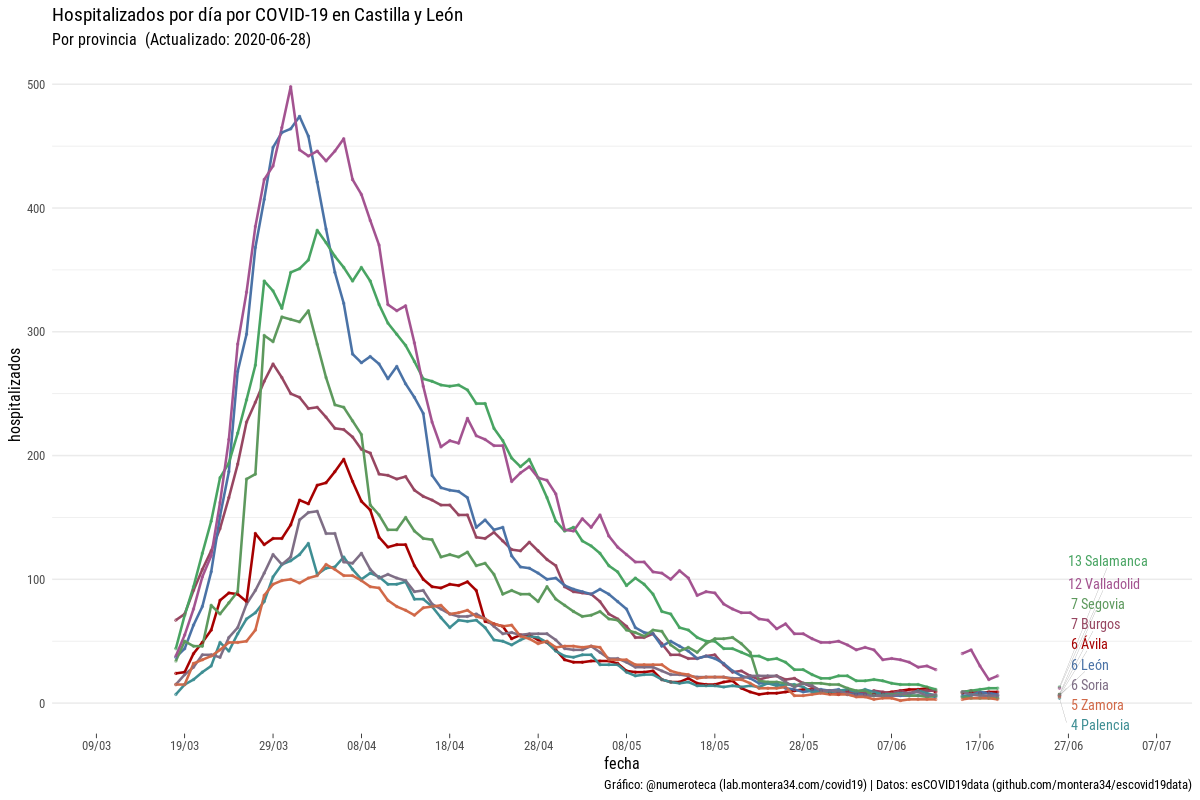 Hospitalizados por día por COVID-19 en Castilla y León
Por provincia  (Actualizado: 2020-06-28)
hospitalizados
500
400
300
200
100
0
13 Salamanca
12 Valladolid
7 Segovia
7 Burgos
6 Ávila
6 León
6 Soria
5 Zamora
4 Palencia
09/03
19/03
29/03
08/04
18/04
28/04
08/05
18/05
28/05
07/06
17/06
27/06
07/07
fecha
Gráfico: @numeroteca (lab.montera34.com/covid19) | Datos: esCOVID19data (github.com/montera34/escovid19data)